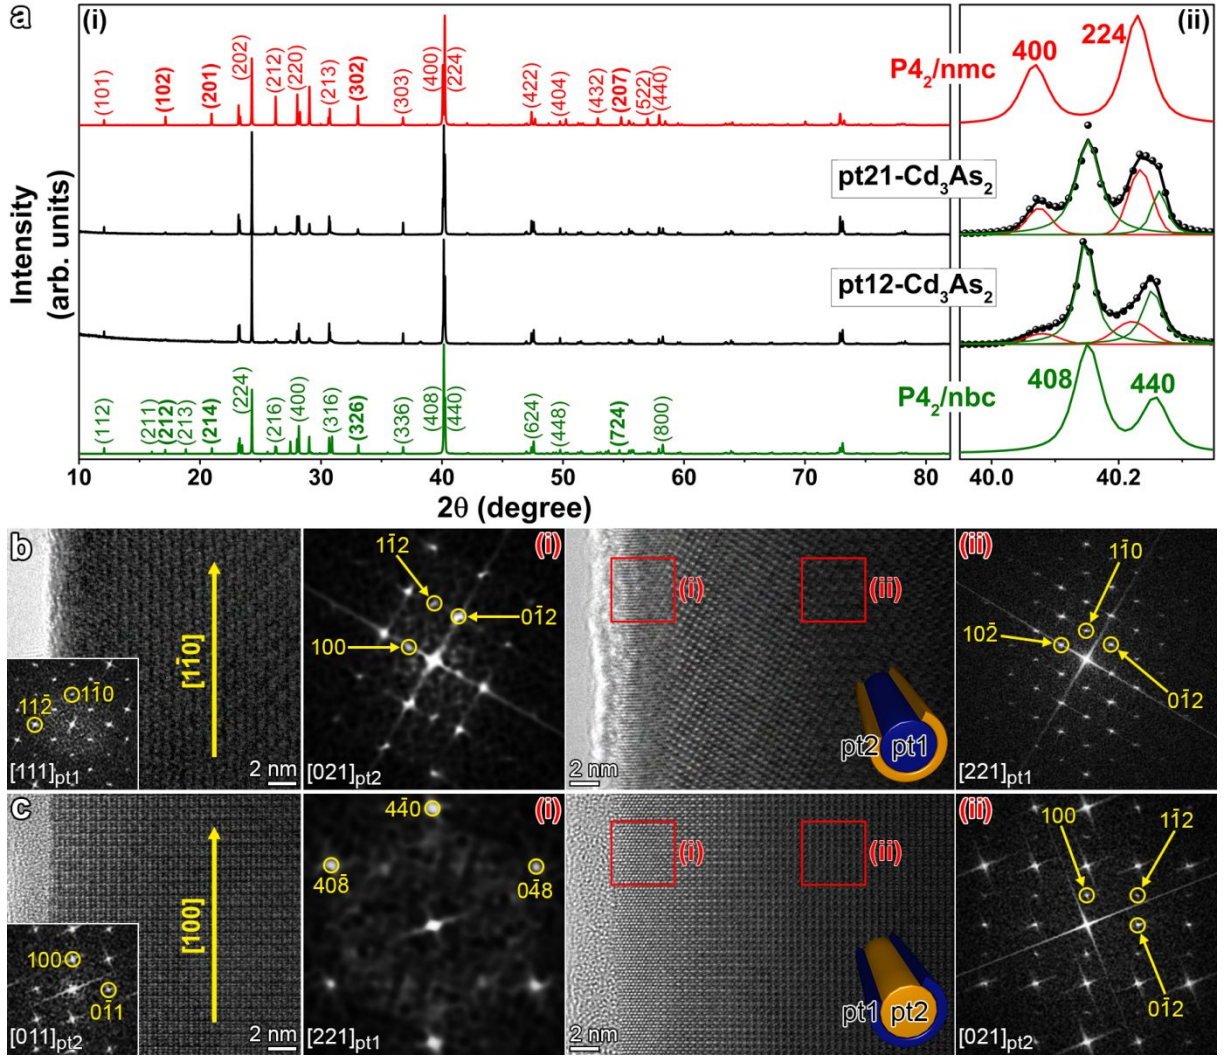 a
(i)
(ii)
Intensity
(arb. units)
(101)
(102)
(201)
(202)
(212)
(220)
(213)
(302)
(303)
(400)
(224)
(422)
(404)
(432)
(207)
(522)
(440)
P4₂/nmc
400
224
pt21-Cd₃As₂
pt12-Cd₃As₂
(112)
(211)
(212)
(213)
(214)
(224)
(216)
(400)
(316)
(326)
(336)
(408)
(440)
(624)
(448)
(724)
(800)
P4₂/nbc
408
440
10 20 30 40 50 60 70 80
40.0 40.2
2θ (degree)
b
[11̄0]
11̄0
112̄
[111]pt1
2 nm
(i)
11̄2
01̄2
100
[021]pt2
(i)
(ii)
pt2 pt1
2 nm
(ii)
11̄0
102̄
01̄2
[221]pt1
c
[100]
100
01̄1
[011]pt2
2 nm
(i)
44̄0
408̄
04̄8
[221]pt1
(i)
(ii)
pt1 pt2
2 nm
(ii)
100
11̄2
01̄2
[021]pt2